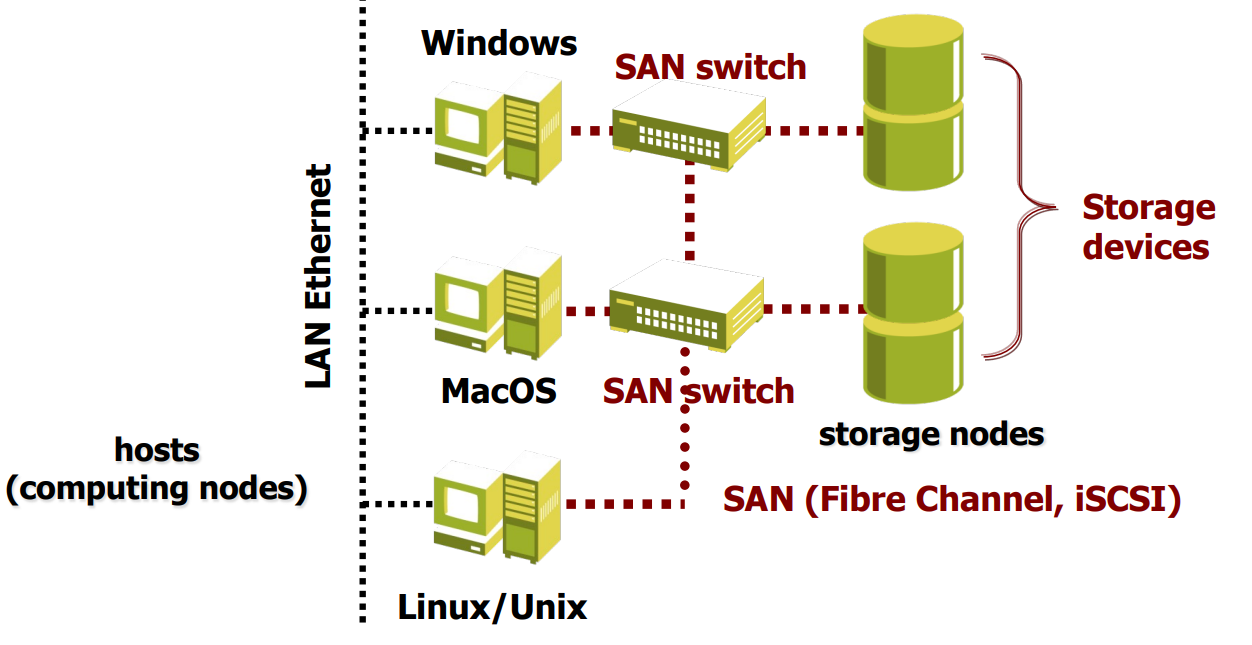 Windows
SAN switch
LAN Ethernet
Storage
devices
MacOS
SAN switch
storage nodes
hosts
(computing nodes)
SAN (Fibre Channel, iSCSI)
Linux/Unix